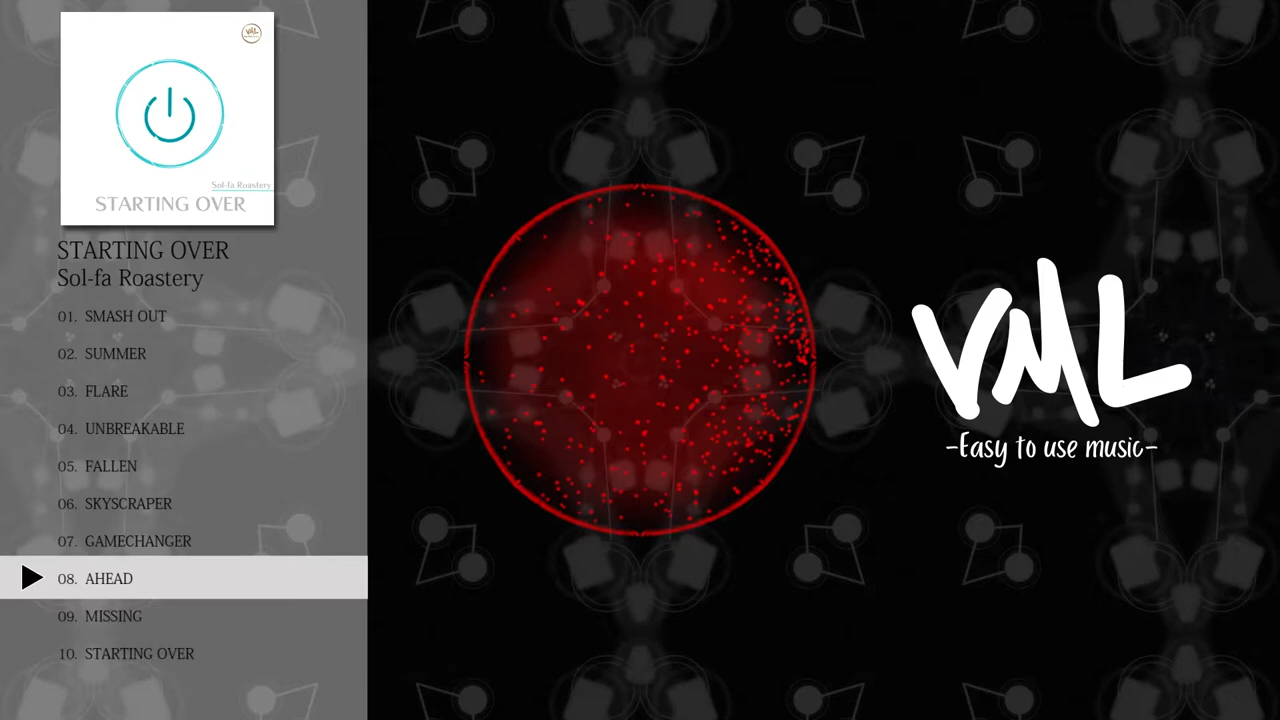 VML
Sol-fa Roastery
STARTING OVER
STARTING OVER
Sol-fa Roastery
01. SMASH OUT
02. SUMMER
03. FLARE
04. UNBREAKABLE
05. FALLEN
06. SKYSCRAPER
07. GAMECHANGER
08. AHEAD
09. MISSING
10. STARTING OVER
VML
-Easy to use music-